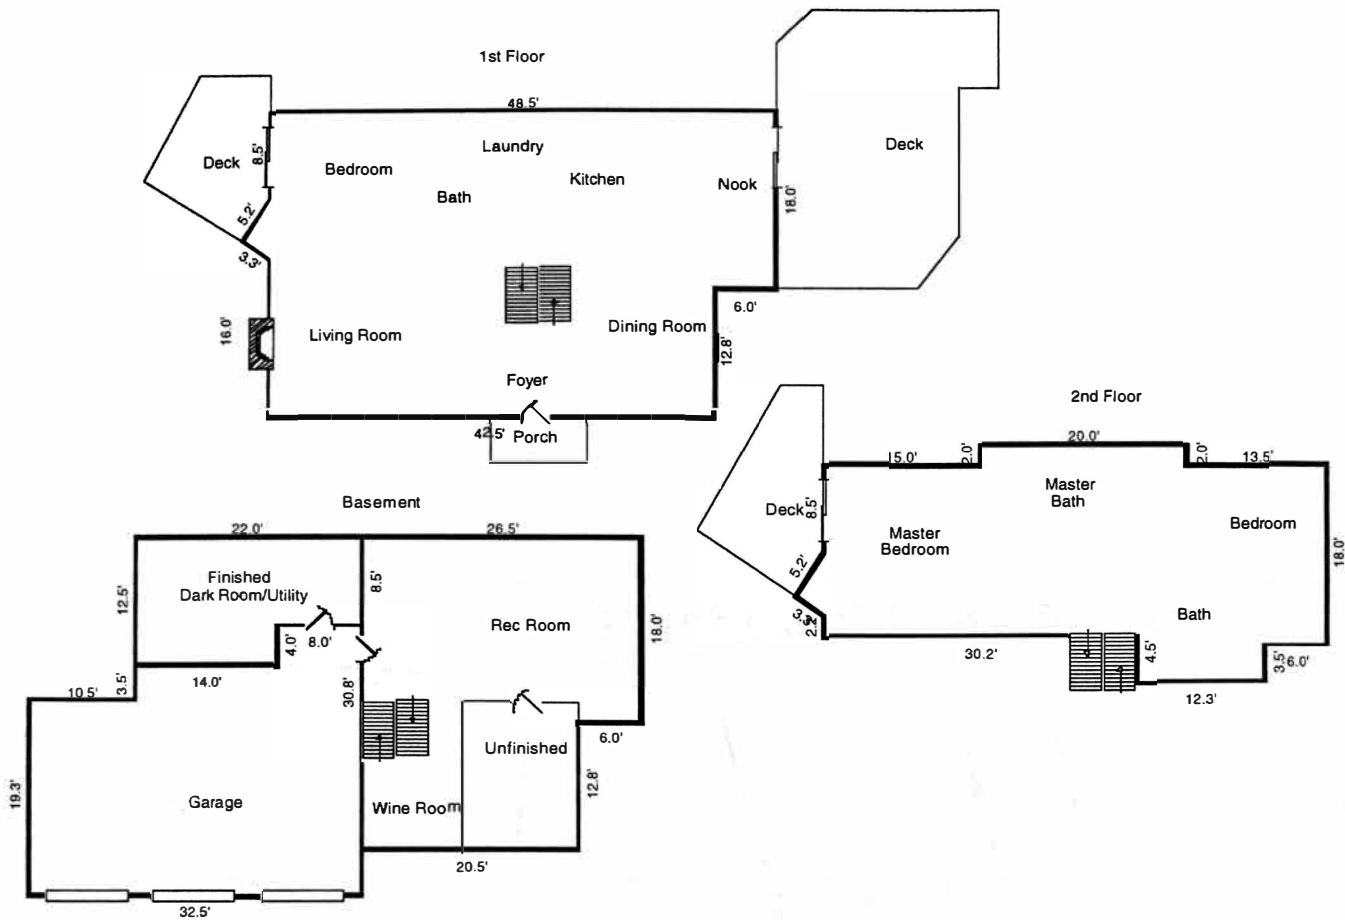 1st Floor
48.5'
Deck
8.5'
Bedroom
Laundry
Bath
Kitchen
Nook
18.0'
Deck
5.2'
3.3'
16.0'
Living Room
Dining Room
6.0'
12.8'
Foyer
42.5'
Porch
2nd Floor
20.0'
15.0'
2.0'
2.0'
13.5'
Deck
8.5'
Master
Bath
Master
Bedroom
Bedroom
18.0'
5.2'
3.3'
2.2'
Bath
30.2'
4.5'
3.5'
6.0'
12.3'
Basement
22.0'
26.5'
12.5'
Finished
Dark Room/Utility
8.5'
4.0'
8.0'
Rec Room
18.0'
3.5'
14.0'
10.5'
30.8'
6.0'
Unfinished
19.3'
Garage
Wine Room
12.8'
20.5'
32.5'